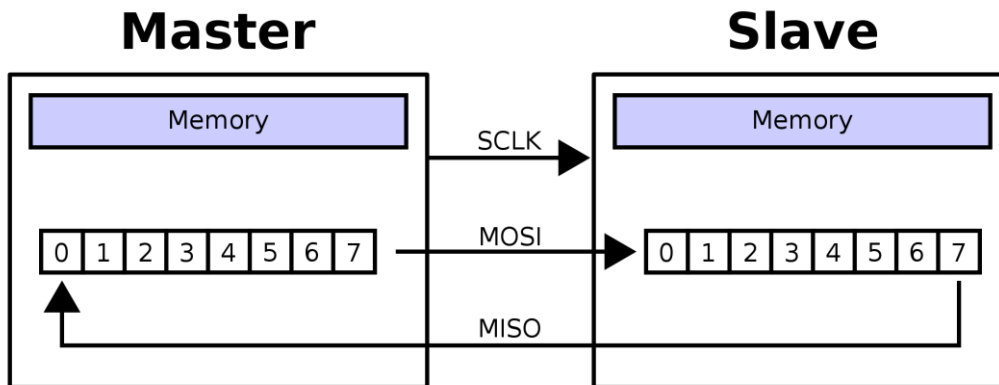 Master Slave
Memory Memory
SCLK
0 1 2 3 4 5 6 7 MOSI 0 1 2 3 4 5 6 7
MISO